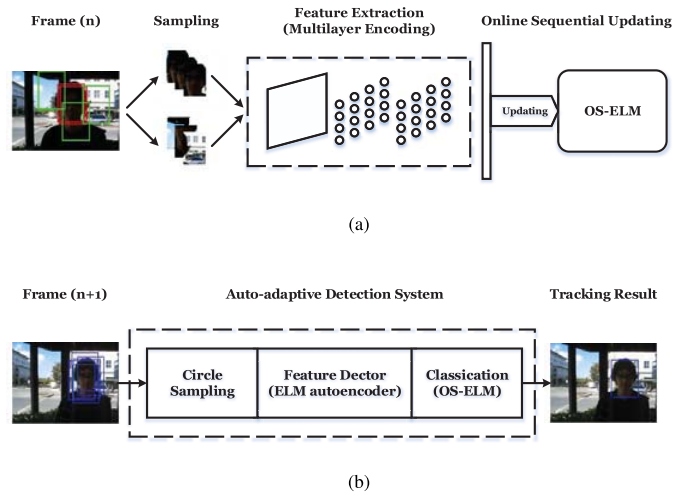 Frame (n)
Sampling
Feature Extraction
(Multilayer Encoding)
Online Sequential Updating
Updating
OS-ELM
(a)
Frame (n+1)
Auto-adaptive Detection System
Tracking Result
Circle
Sampling
Feature Dector
(ELM autoencoder)
Classication
(OS-ELM)
(b)